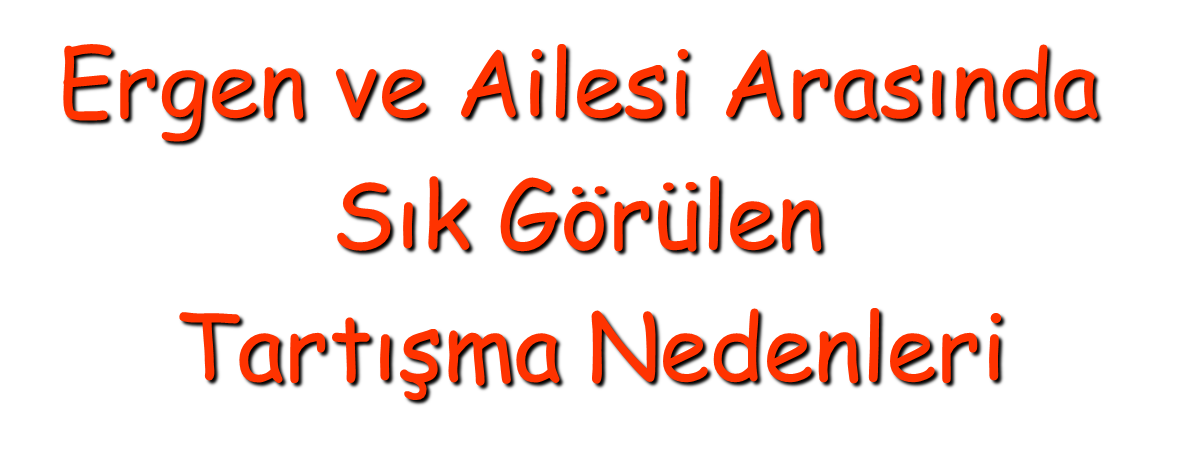 Ergen ve Ailesi Arasında
Sık Görülen
Tartışma Nedenleri